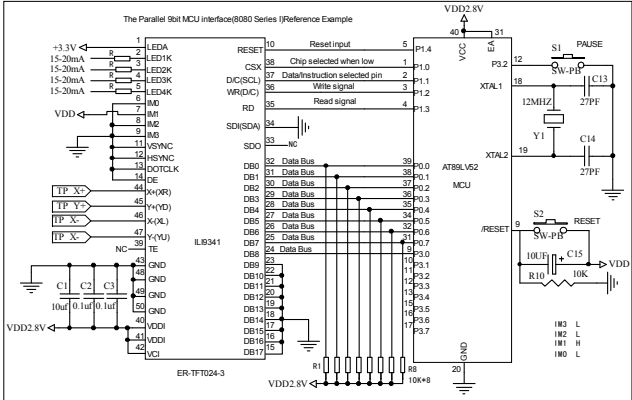 The Parallel 9bit MCU interface(8080 Series I)Reference Example
VDD2.8V
40
31
VCC
EA
+3.3V
1
LEDA
15-20mA
R
2
LED1K
15-20mA
R
3
LED2K
15-20mA
R
4
LED3K
15-20mA
R
5
LED4K
6
IM0
VDD
7
IM1
8
IM2
9
IM3
11
VSYNC
12
HSYNC
13
DOTCLK
14
DE
TP X+
44
X+(XR)
TP Y+
45
Y+(YD)
TP X-
46
X-(XL)
TP X-
47
Y-(YU)
NC
39
TE
43
GND
48
GND
49
GND
50
GND
C1
C2
C3
10uf
0.1uf
0.1uf
VDD2.8V
40
VDDI
41
VDDI
42
VCI
ILI9341
ER-TFT024-3
RESET
10
Reset input
5
P1.4
CSX
38
Chip selected when low
1
P1.0
D/C(SCL)
37
Data/Instruction selected pin
2
P1.1
WR(D/C)
36
Write signal
3
P1.2
RD
35
Read signal
4
P1.3
SDI(SDA)
34
SDO
33
NC
DB0
32
Data Bus
39
P0.0
DB1
31
Data Bus
38
P0.1
DB2
30
Data Bus
37
P0.2
DB3
29
Data Bus
36
P0.3
DB4
28
Data Bus
35
P0.4
DB5
27
Data Bus
34
P0.5
DB6
26
Data Bus
33
P0.6
DB7
25
Data Bus
31
P0.7
DB8
24
Data Bus
9
P3.0
DB9
23
DB10
22
DB11
21
DB12
20
DB13
19
DB14
18
DB15
17
DB16
16
DB17
15
10
P3.1
11
P3.2
12
P3.3
13
P3.4
14
P3.5
15
P3.6
16
P3.7
17
R1
R8
VDD2.8V
10K*8
AT89LV52
MCU
GND
20
P3.2
12
S1
PAUSE
SW-PB
XTAL1
18
C13
27PF
12MHZ
Y1
XTAL2
19
C14
27PF
/RESET
9
S2
RESET
SW-PB
10UF
+
C15
VDD
R10
10K
IM3 L
IM2 L
IM1 H
IM0 L